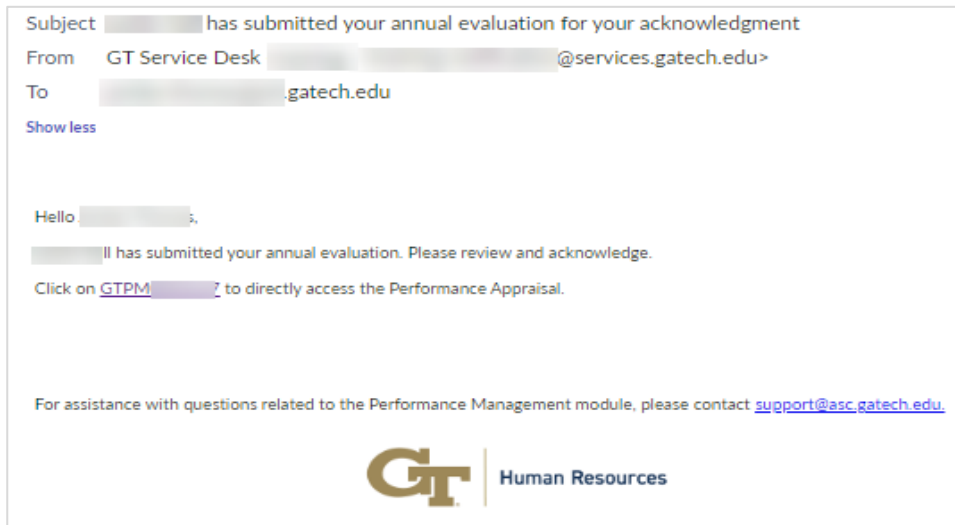 Subject has submitted your annual evaluation for your acknowledgment
From GT Service Desk @services.gatech.edu>
To .gatech.edu
Show less
Hello s,
ll has submitted your annual evaluation. Please review and acknowledge.
Click on GTPM 7 to directly access the Performance Appraisal.
For assistance with questions related to the Performance Management module, please contact support@asc.gatech.edu.
GT Human Resources